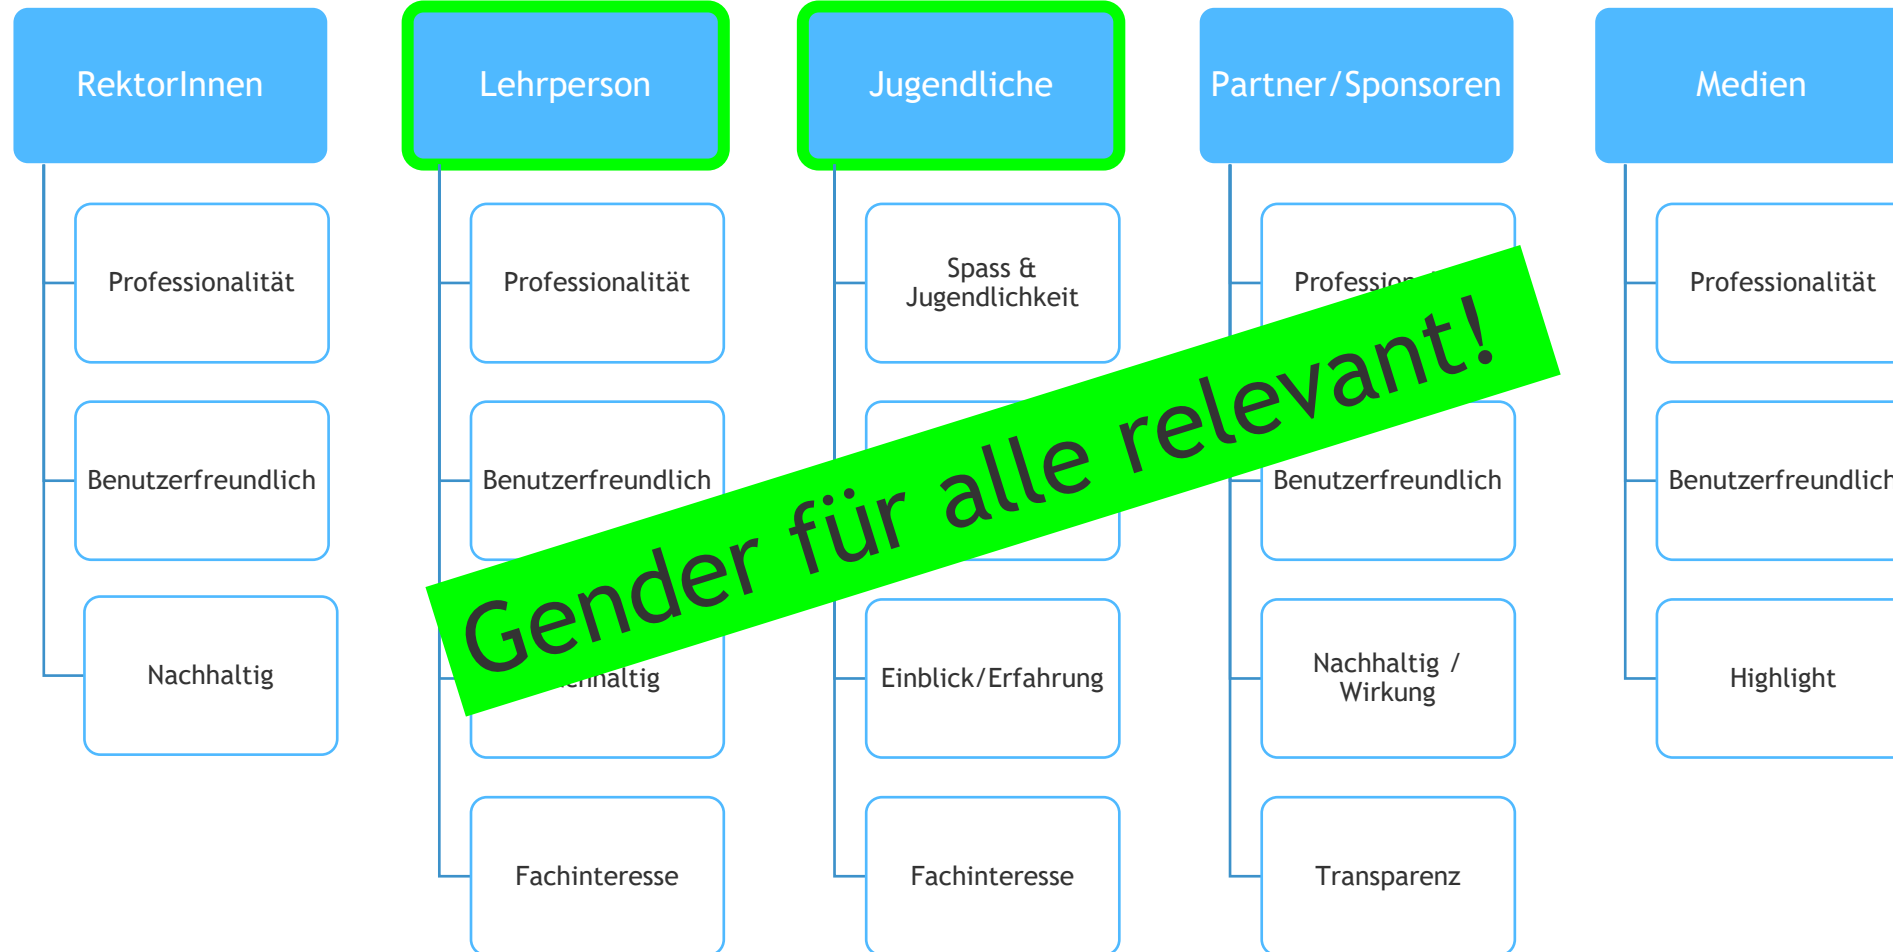 RektorInnen
Lehrperson
Jugendliche
Partner/Sponsoren
Medien
Professionalität
Professionalität
Spass &
Jugendlichkeit
Professionalität
Benutzerfreundlich
Benutzerfreundlich
Benutzerfreundlich
Benutzerfreundlich
Gender für alle relevant!
Nachhaltig
Einblick/Erfahrung
Nachhaltig /
Wirkung
Highlight
Fachinteresse
Fachinteresse
Transparenz